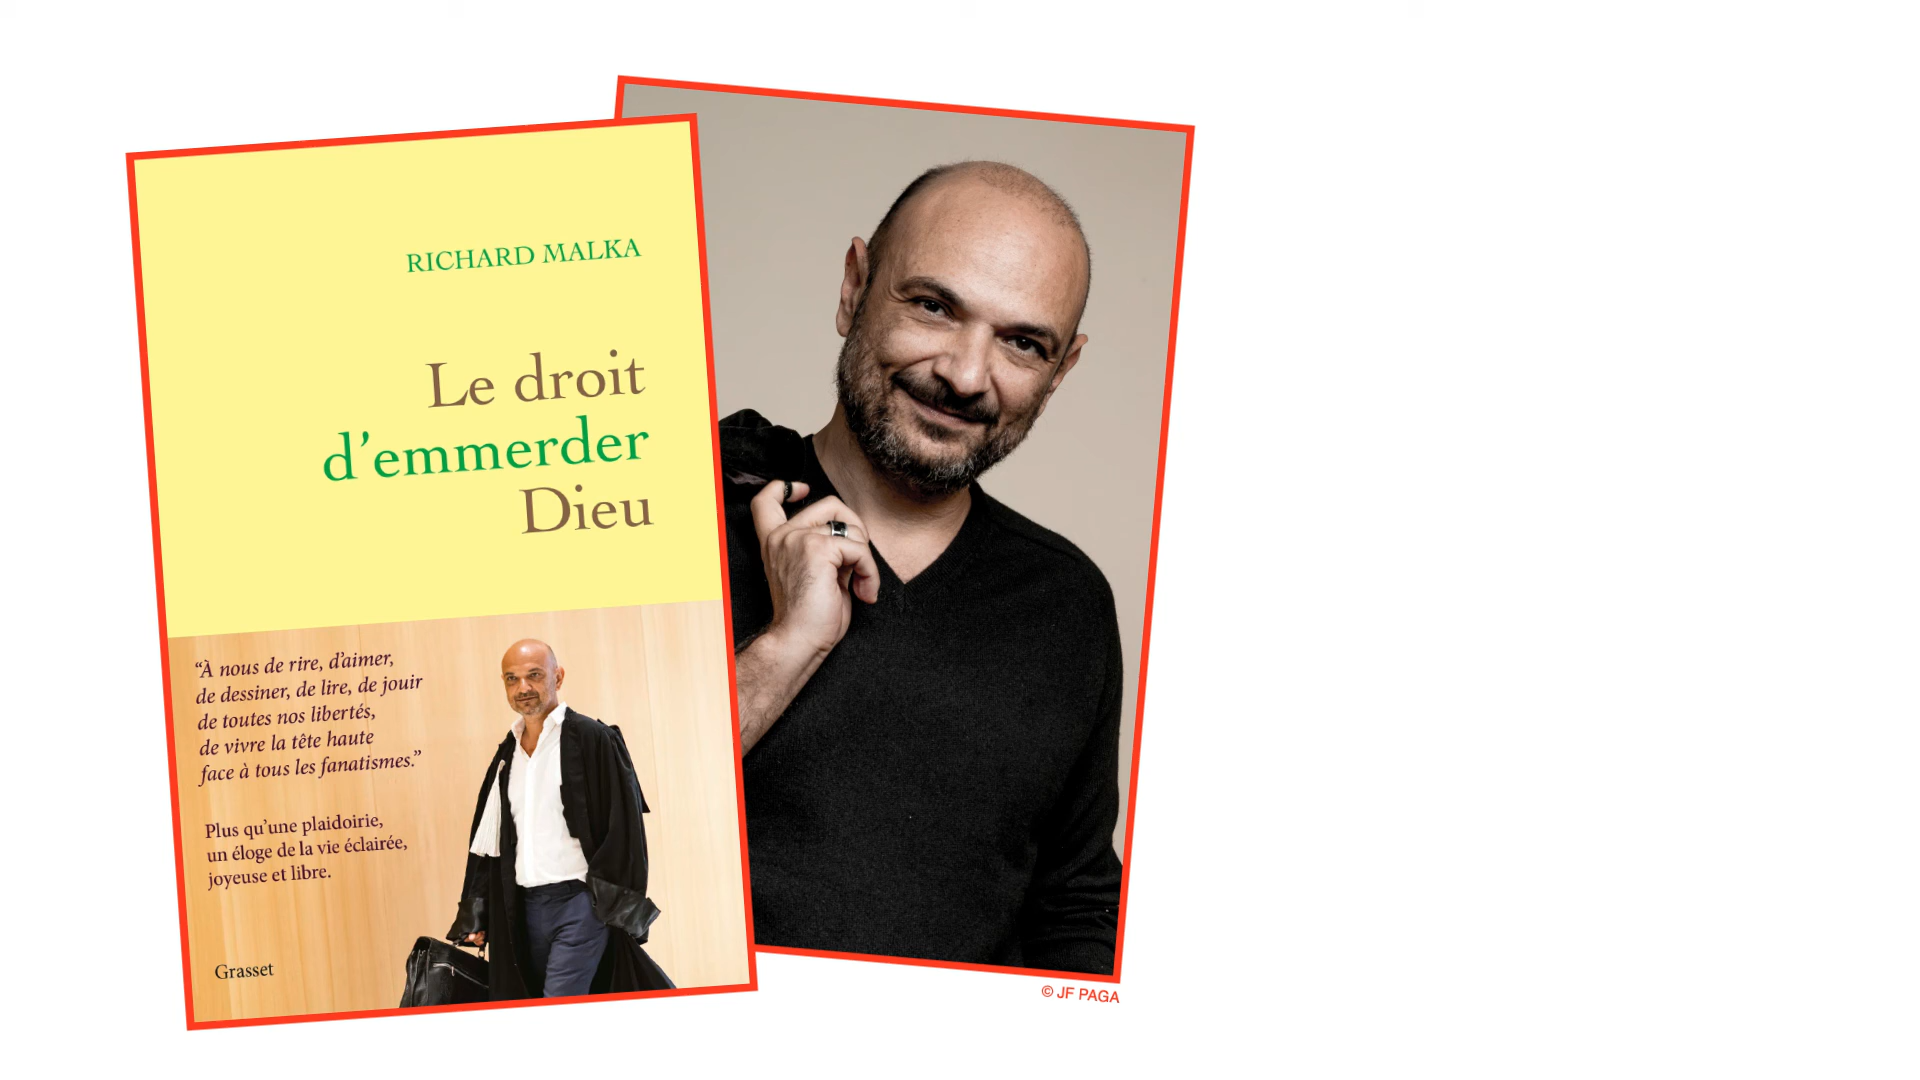 RICHARD MALKA
Le droit
d’emmerder
Dieu
“À nous de rire, d’aimer,
de dessiner, de lire, de jouir
de toutes nos libertés,
de vivre la tête haute
face à tous les fanatismes.”
Plus qu’une plaidoirie,
un éloge de la vie éclairée,
joyeuse et libre.
Grasset
© JF PAGA